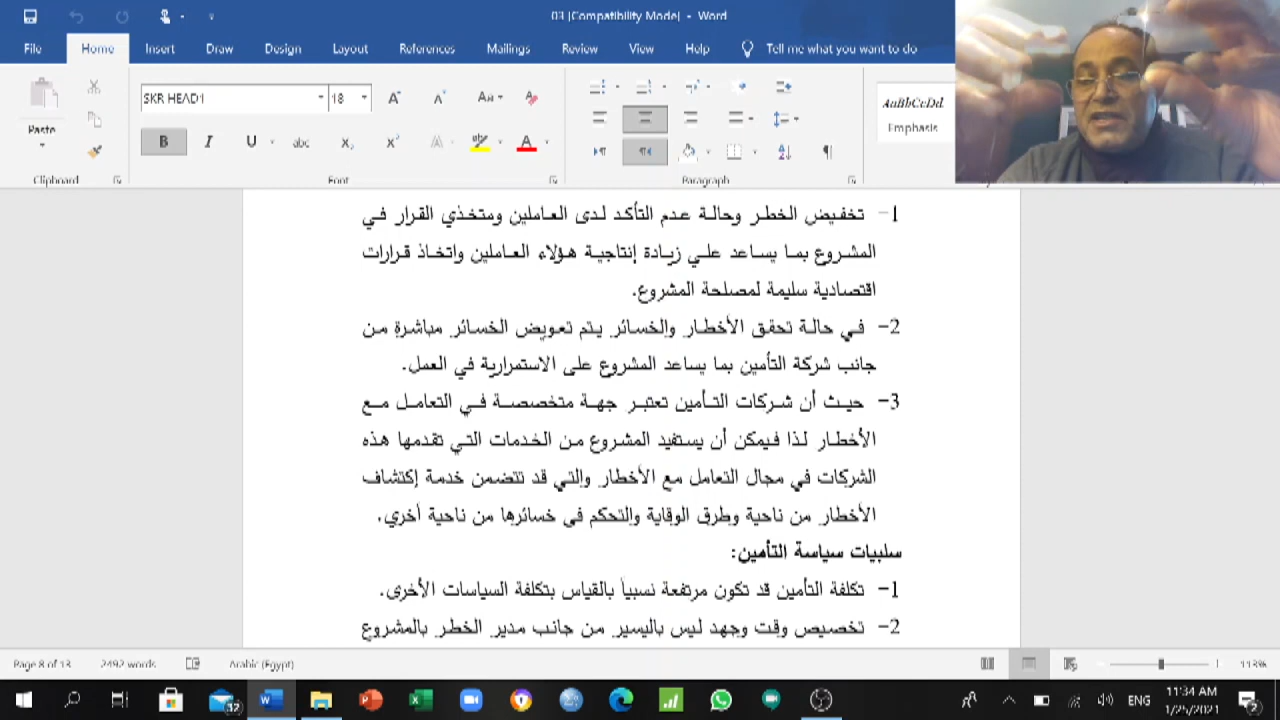 03 [Compatibility Mode] - Word
File Home Insert Draw Design Layout References Mailings Review View Help Tell me what you want to do
SKR HEAD1 18
Paste
AaBbCcDd
Emphasis
Clipboard Font Paragraph
1- تخفيض الخطر وحالة عدم التأكد لدى العاملين ومتخذي القرار في
المشروع بما يساعد علي زيادة إنتاجية هؤلاء العاملين واتخاذ قرارات
اقتصادية سليمة لمصلحة المشروع.
2- في حالة تحقق الأخطار والخسائر يتم تعويض الخسائر مباشرة من
جانب شركة التأمين بما يساعد المشروع على الاستمرارية في العمل.
3- حيث أن شركات التأمين تعتبر جهة متخصصة في التعامل مع
الأخطار لذا فيمكن أن يستفيد المشروع من الخدمات التي تقدمها هذه
الشركات في مجال التعامل مع الأخطار والتي قد تتضمن خدمة إكتشاف
الأخطار من ناحية وطرق الوقاية والتحكم في خسائرها من ناحية أخري.
سلبيات سياسة التأمين:
1- تكلفة التأمين قد تكون مرتفعة نسبياً بالقياس بتكلفة السياسات الأخرى.
2- تخصيص وقت وجهد ليس باليسير من جانب مدير الخطر بالمشروع
Page 8 of 13 2492 words Arabic (Egypt) 113%
ENG 11:34 AM
1/25/2021